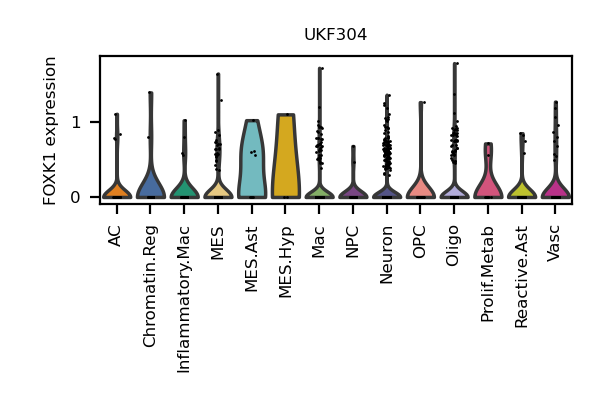 UKF304
FOXK1 expression
1
0
AC
Chromatin.Reg
Inflammatory.Mac
MES
MES.Ast
MES.Hyp
Mac
NPC
Neuron
OPC
Oligo
Prolif.Metab
Reactive.Ast
Vasc